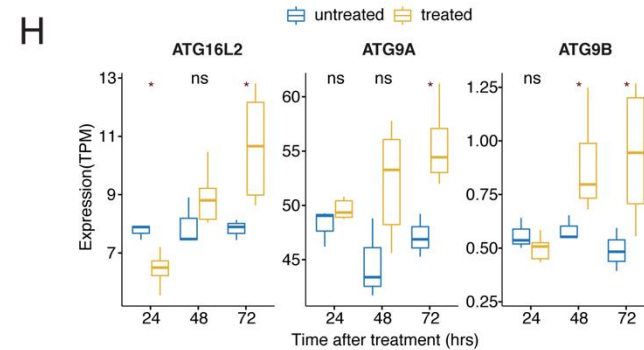 H
untreated treated
ATG16L2 ATG9A ATG9B
* ns * ns ns * ns * *
13 11 9 7
60 55 50 45
1.25 1.00 0.75 0.50 0.25
Expression(TPM)
24 48 72 24 48 72 24 48 72
Time after treatment (hrs)